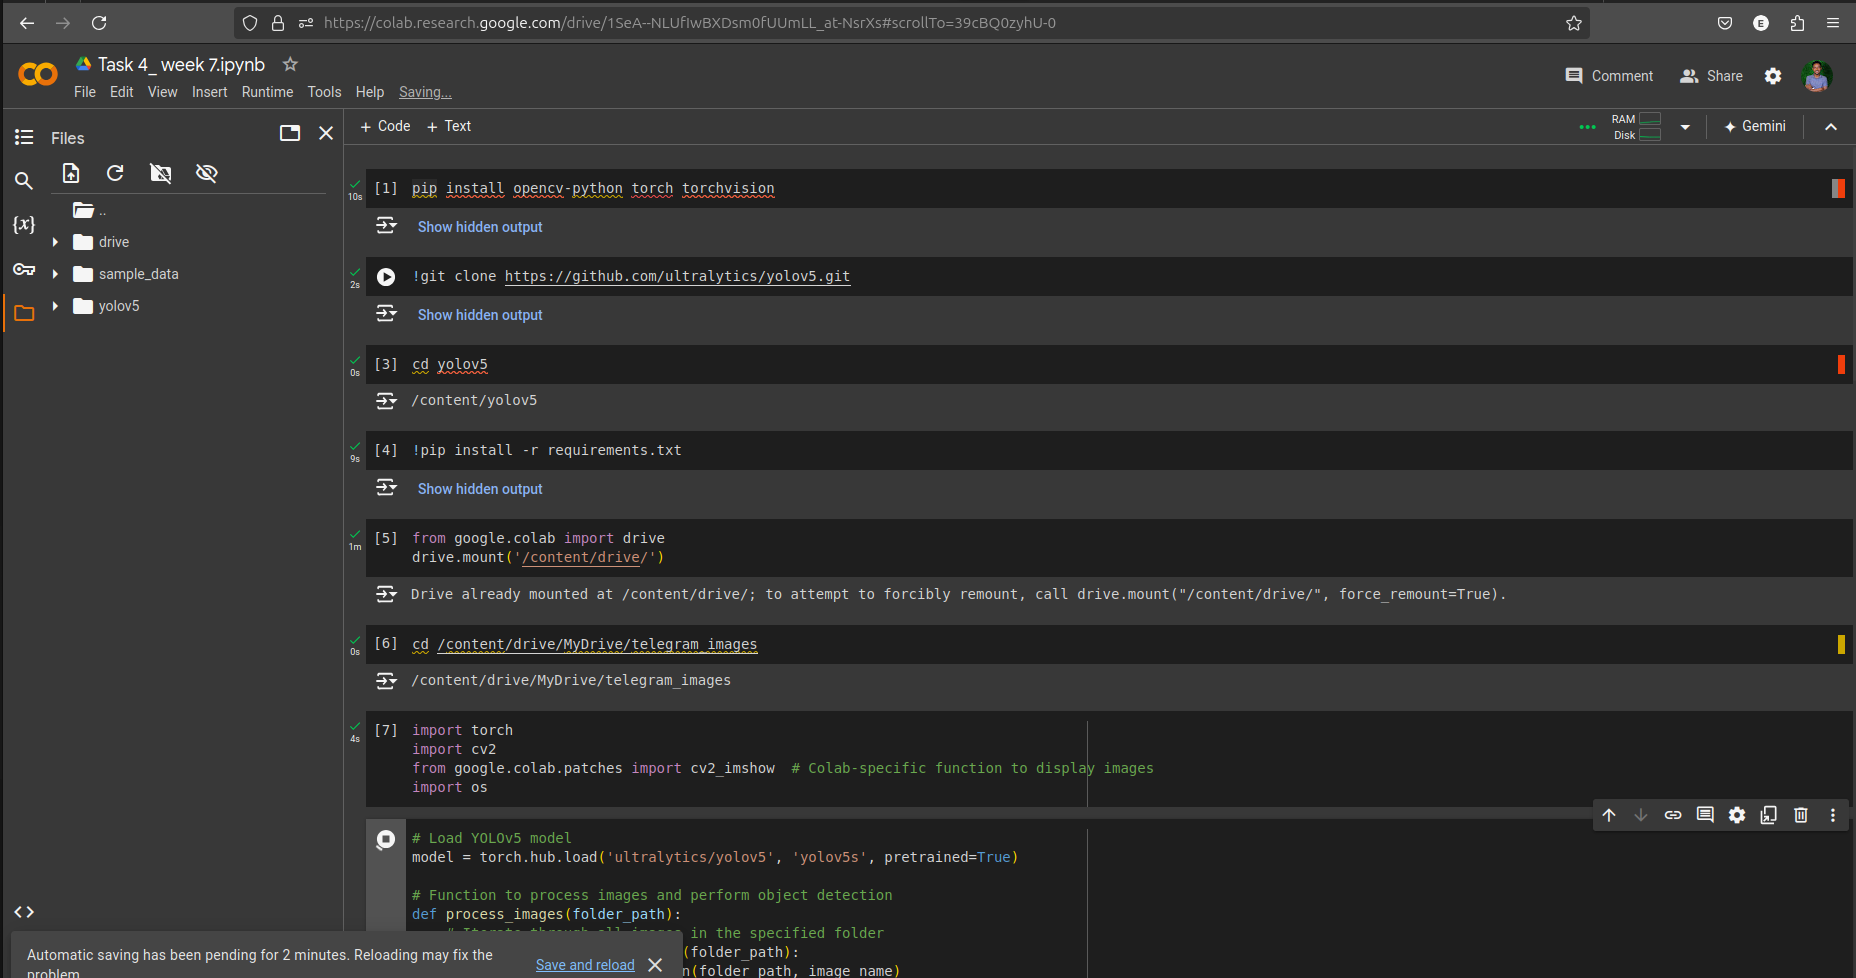 https://colab.research.google.com/drive/1SeA--NLUfIwBXDsm0fUUmLL_at-NsrXs#scrollTo=39cBQ0zyhU-0
E
Task 4_ week 7.ipynb
File Edit View Insert Runtime Tools Help Saving...
Comment
Share
Files
+ Code + Text
RAM
Disk
Gemini
..
drive
sample_data
yolov5
{x}
10s
[1] pip install opencv-python torch torchvision
Show hidden output
2s
!git clone https://github.com/ultralytics/yolov5.git
Show hidden output
0s
[3] cd yolov5
/content/yolov5
9s
[4] !pip install -r requirements.txt
Show hidden output
1m
[5] from google.colab import drive
drive.mount('/content/drive/')
Drive already mounted at /content/drive/; to attempt to forcibly remount, call drive.mount("/content/drive/", force_remount=True).
0s
[6] cd /content/drive/MyDrive/telegram_images
/content/drive/MyDrive/telegram_images
4s
[7] import torch
import cv2
from google.colab.patches import cv2_imshow # Colab-specific function to display images
import os
# Load YOLOv5 model
model = torch.hub.load('ultralytics/yolov5', 'yolov5s', pretrained=True)
# Function to process images and perform object detection
def process_images(folder_path):
in the specified folder
(folder_path):
n(folder_path, image_name)
Automatic saving has been pending for 2 minutes. Reloading may fix the
problem.
Save and reload